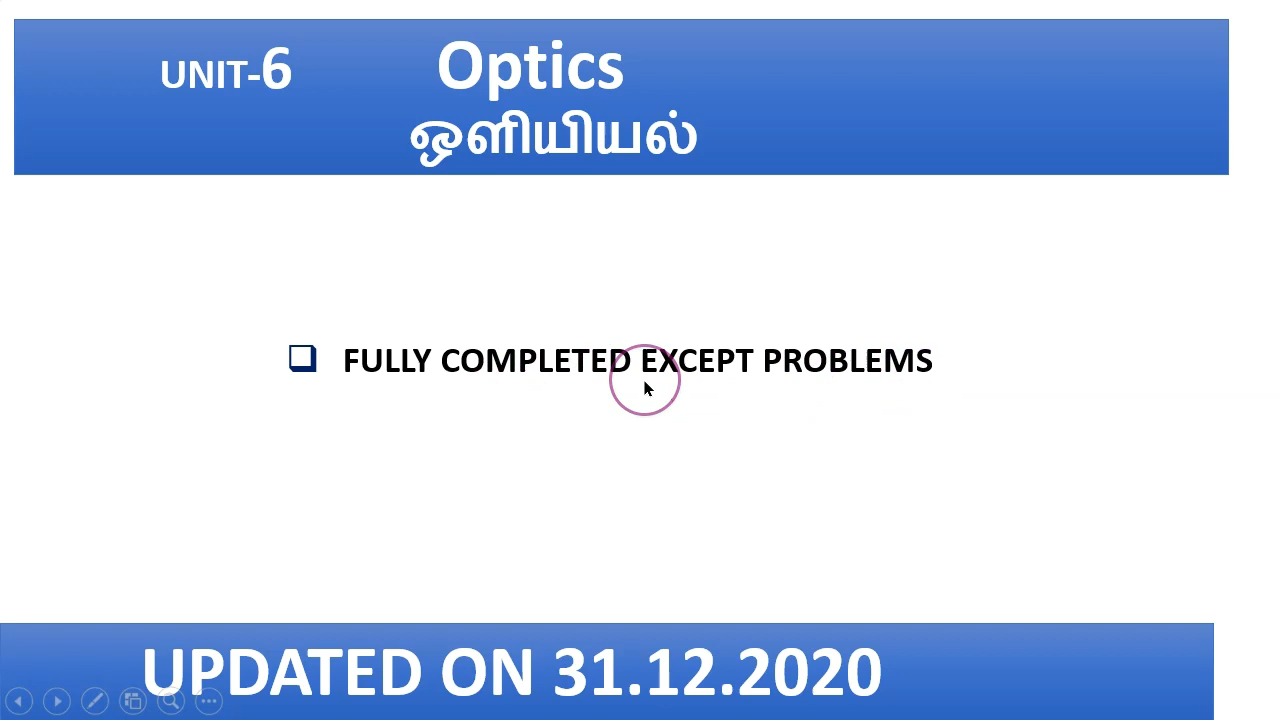 UNIT-6 Optics
ஒளியியல்
FULLY COMPLETED EXCEPT PROBLEMS
UPDATED ON 31.12.2020